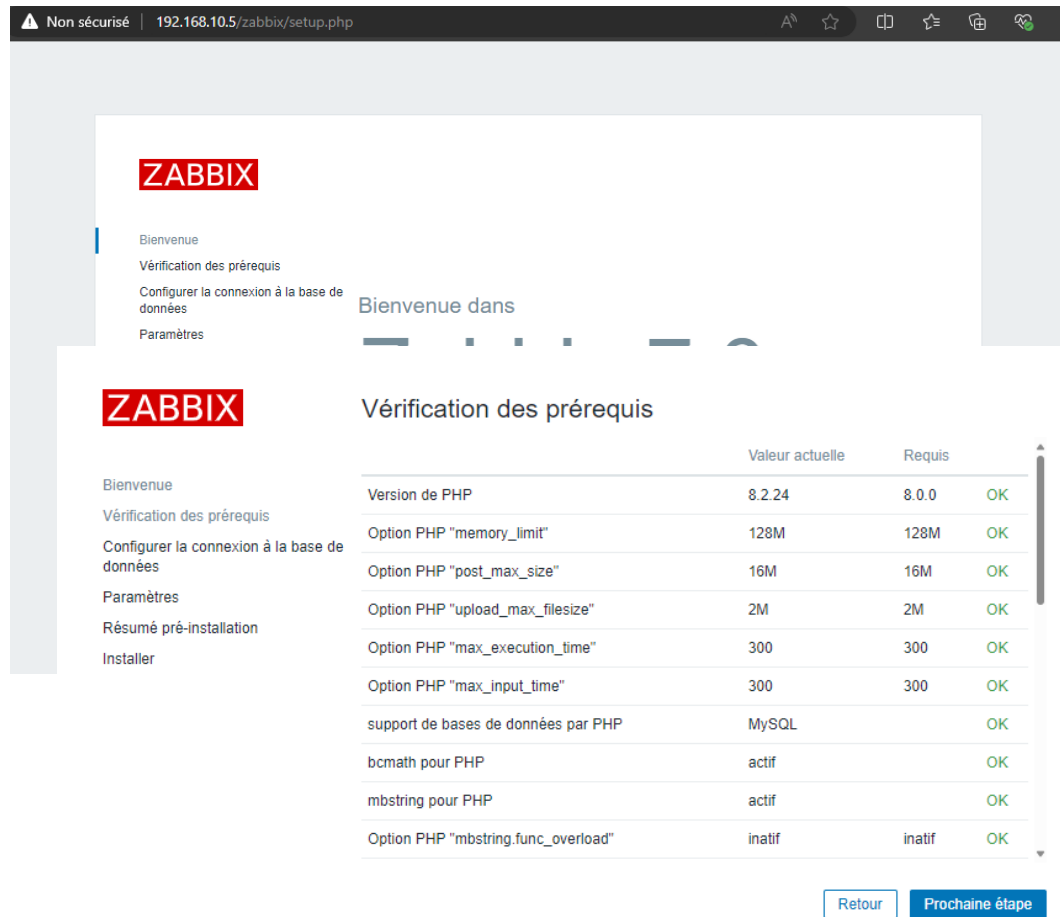 Non sécurisé | 192.168.10.5/zabbix/setup.php
ZABBIX
Bienvenue
Vérification des prérequis
Configurer la connexion à la base de
données
Paramètres
Bienvenue dans
ZABBIX
Bienvenue
Vérification des prérequis
Configurer la connexion à la base de
données
Paramètres
Résumé pré-installation
Installer
Vérification des prérequis
Valeur actuelle Requis
Version de PHP 8.2.24 8.0.0 OK
Option PHP "memory_limit" 128M 128M OK
Option PHP "post_max_size" 16M 16M OK
Option PHP "upload_max_filesize" 2M 2M OK
Option PHP "max_execution_time" 300 300 OK
Option PHP "max_input_time" 300 300 OK
support de bases de données par PHP MySQL OK
bcmath pour PHP actif OK
mbstring pour PHP actif OK
Option PHP "mbstring.func_overload" inatif inatif OK
Retour Prochaine étape